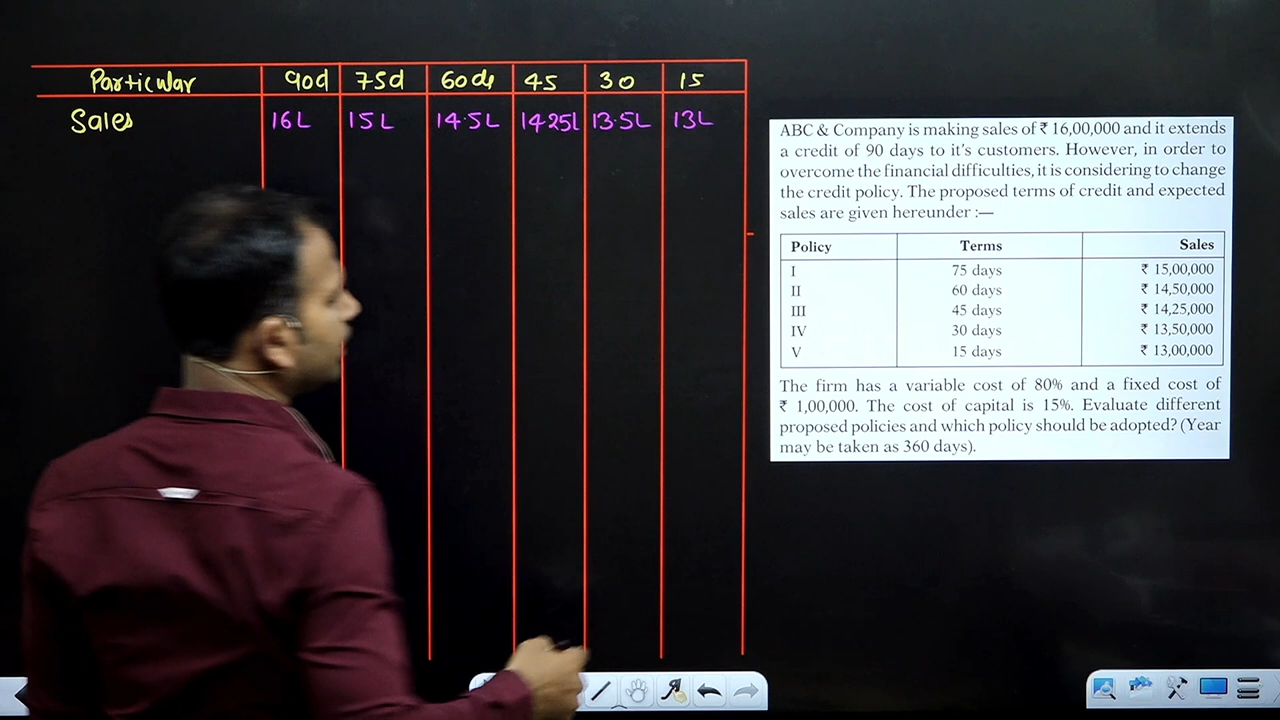 Particular 90d 75d 60ds 45 30 15
Sales 16L 15L 14.5L 1425L 13.5L 13L
ABC & Company is making sales of ₹ 16,00,000 and it extends
a credit of 90 days to it's customers. However, in order to
overcome the financial difficulties, it is considering to change
the credit policy. The proposed terms of credit and expected
sales are given hereunder :—
Policy Terms Sales
I 75 days ₹ 15,00,000
II 60 days ₹ 14,50,000
III 45 days ₹ 14,25,000
IV 30 days ₹ 13,50,000
V 15 days ₹ 13,00,000
The firm has a variable cost of 80% and a fixed cost of
₹ 1,00,000. The cost of capital is 15%. Evaluate different
proposed policies and which policy should be adopted? (Year
may be taken as 360 days).